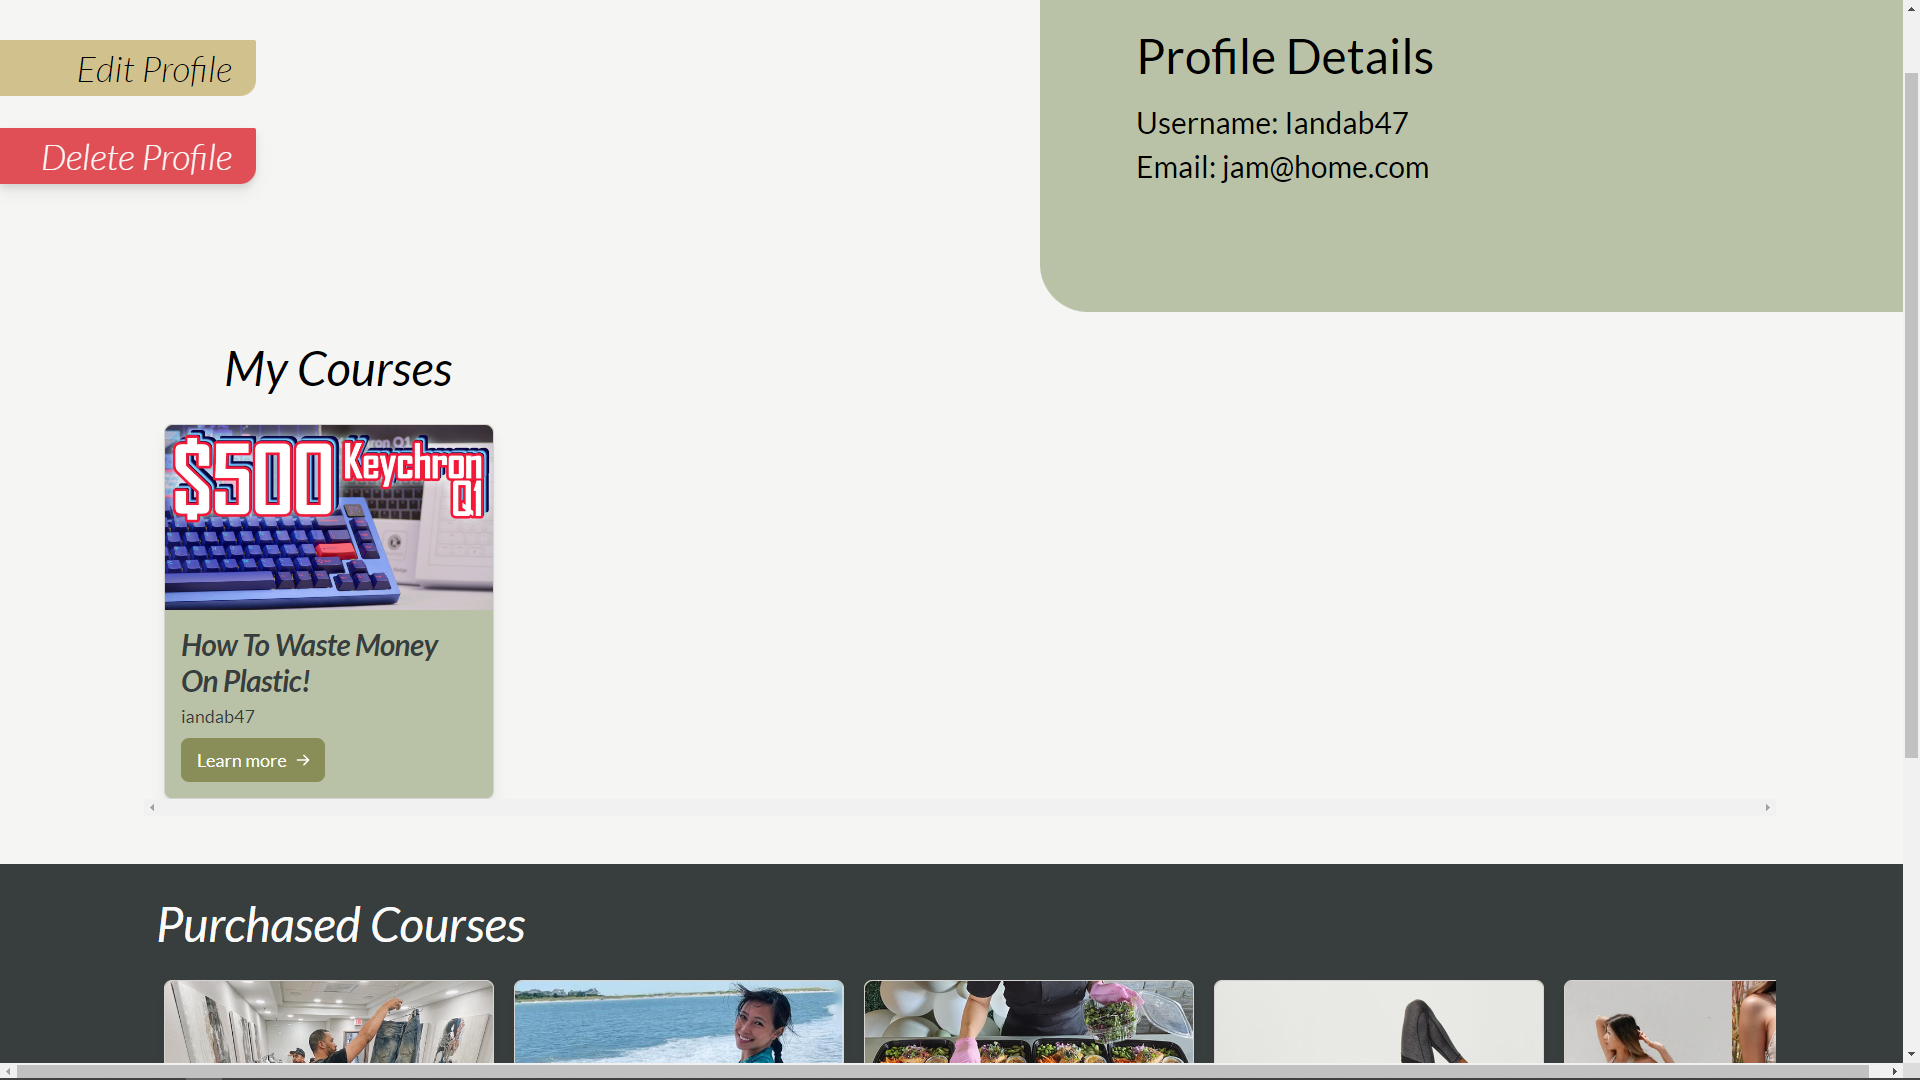 Edit Profile
Delete Profile
Profile Details
Username: Iandab47
Email: jam@home.com
My Courses
$500 Keychron
Q1
How To Waste Money
On Plastic!
iandab47
Learn more →
Purchased Courses